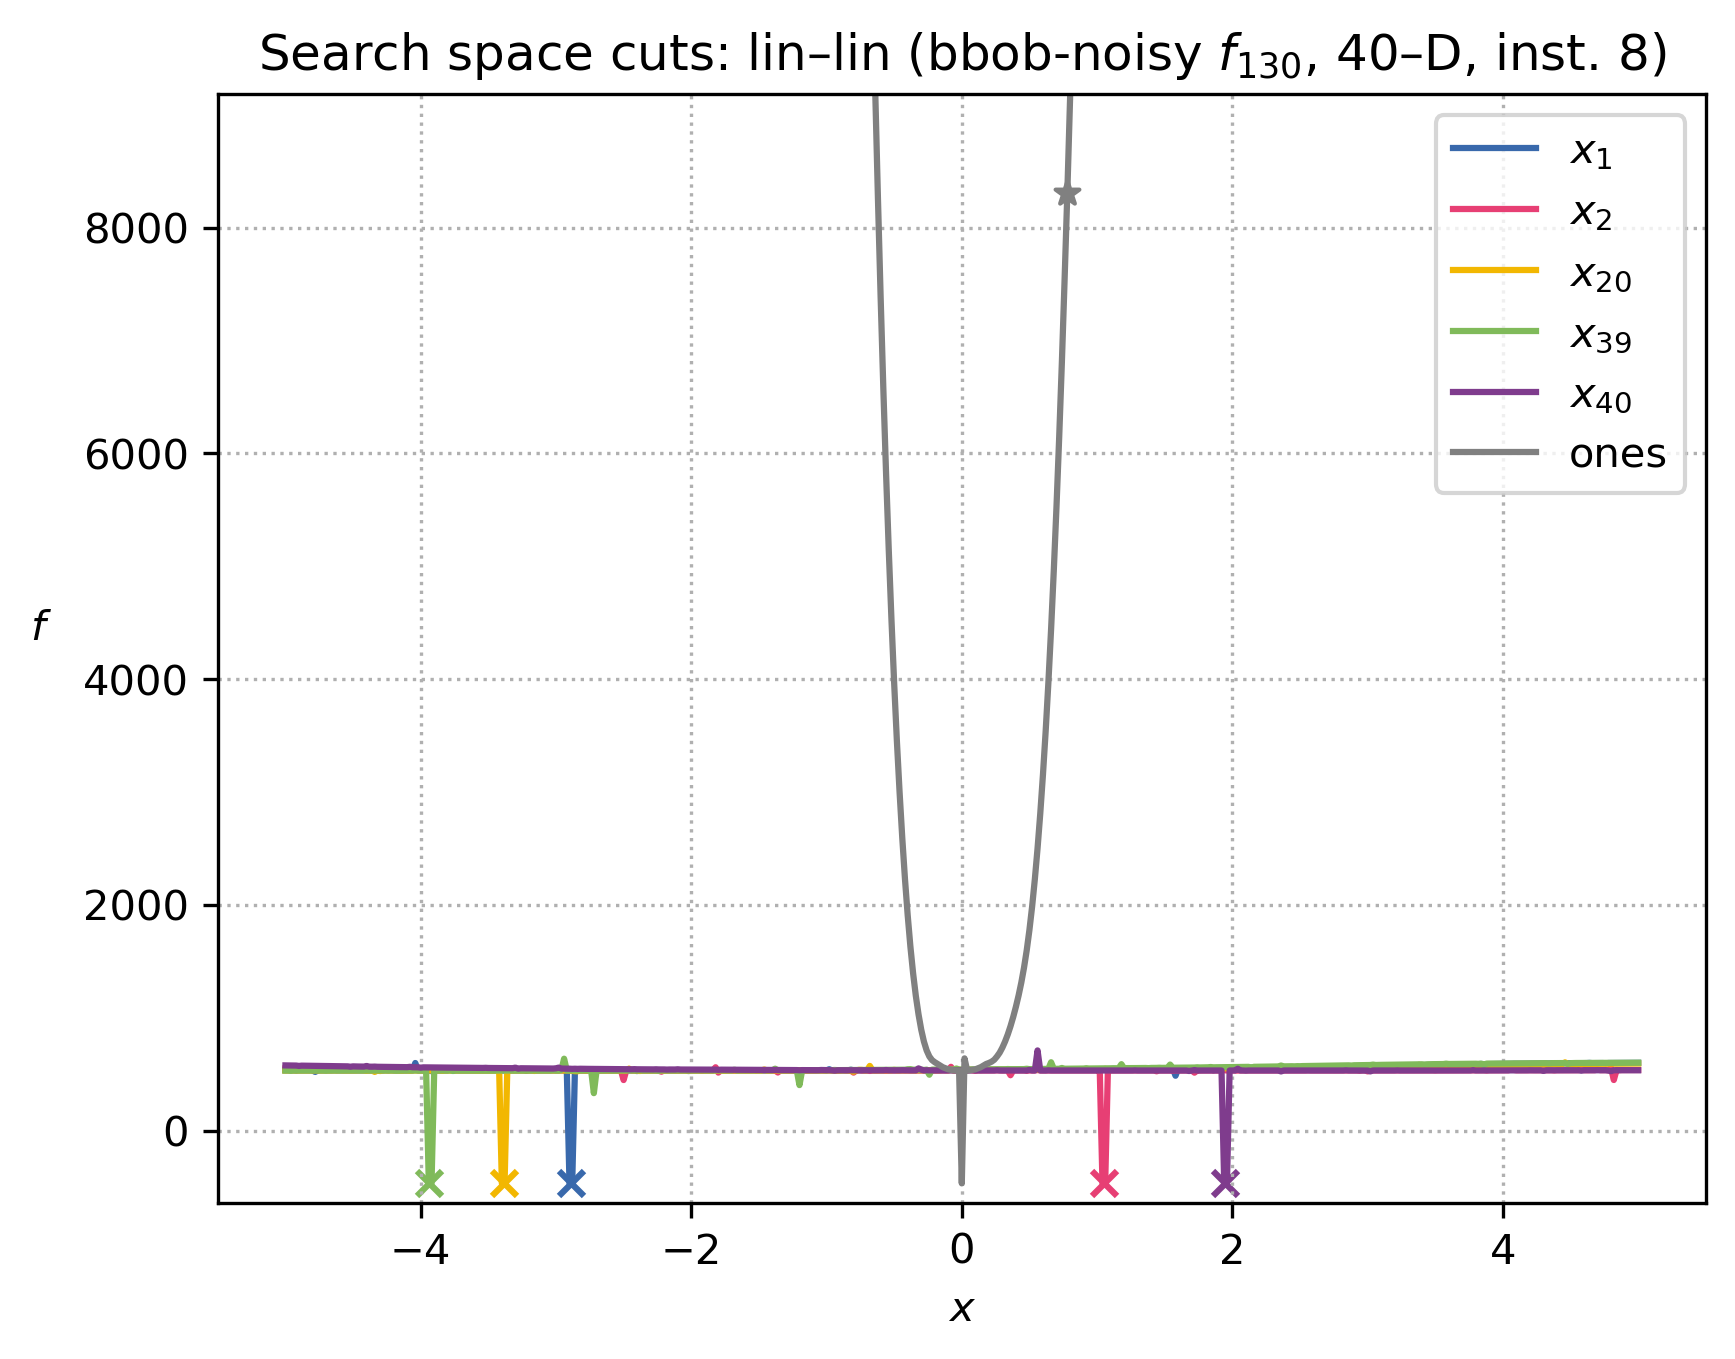 Search space cuts: lin–lin (bbob-noisy f₁₃₀, 40–D, inst. 8)
x₁
x₂
x₂₀
x₃₉
x₄₀
ones
8000
6000
4000
2000
0
f
−4
−2
0
2
4
x